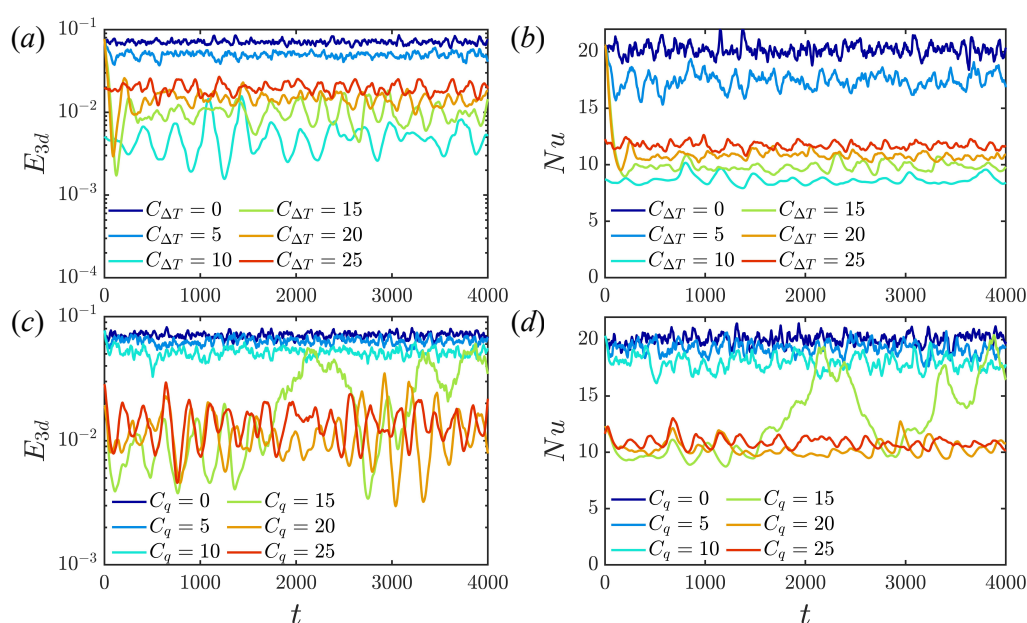 (a) (b)
10⁻¹ 20
10⁻² 15
E₃d Nu 10
10⁻³ 5
C_ΔT = 0 C_ΔT = 15 C_ΔT = 0 C_ΔT = 15
C_ΔT = 5 C_ΔT = 20 C_ΔT = 5 C_ΔT = 20
C_ΔT = 10 C_ΔT = 25 C_ΔT = 10 C_ΔT = 25
10⁻⁴ 0
0 1000 2000 3000 4000 0 1000 2000 3000 4000
(c) (d)
10⁻¹ 20
15
E₃d 10⁻² Nu 10
5
C_q = 0 C_q = 15 C_q = 0 C_q = 15
C_q = 5 C_q = 20 C_q = 5 C_q = 20
C_q = 10 C_q = 25 C_q = 10 C_q = 25
10⁻³ 0
0 1000 2000 3000 4000 0 1000 2000 3000 4000
t t